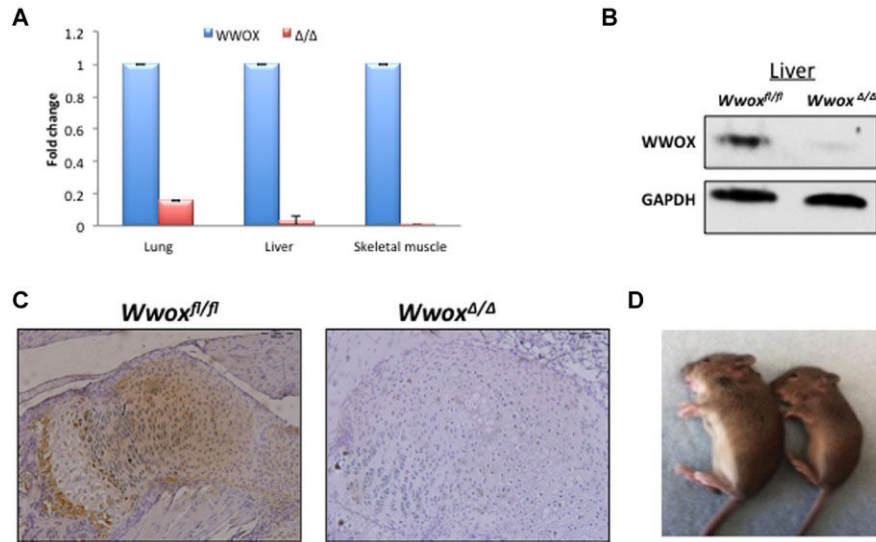 A
WWOX Δ/Δ
Fold change
1.2
1
0.8
0.6
0.4
0.2
0
Lung Liver Skeletal muscle
B
Liver
Wwox^fl/fl Wwox^Δ/Δ
WWOX
GAPDH
C
Wwox^fl/fl Wwox^Δ/Δ
D